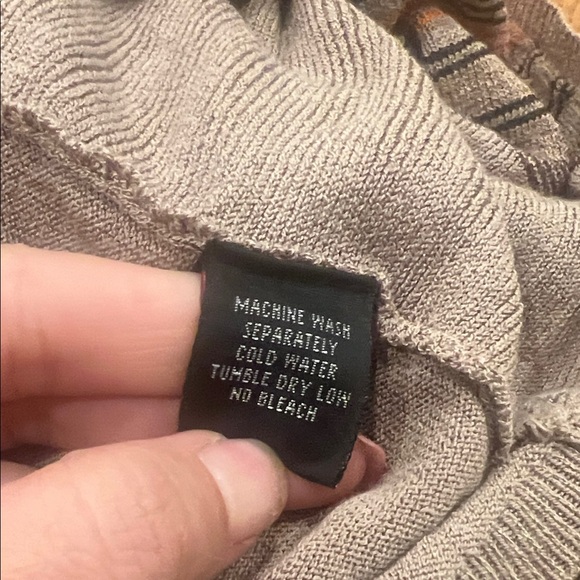 MACHINE WASH
SEPARATELY
COLD WATER
TUMBLE DRY LOW
NO BLEACH